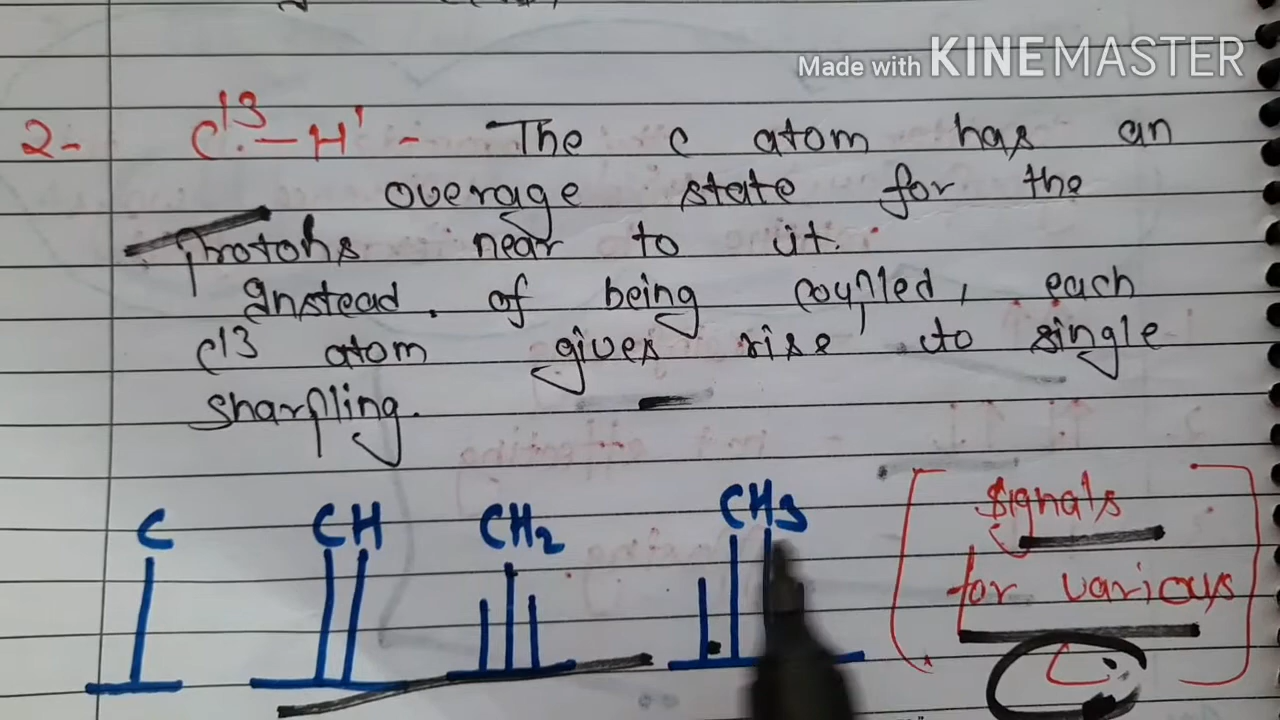 Made with KINEMASTER
2- C13-H1 - The C atom has an
average state for the
Protons near to it.
Instead of being coupled, each
C13 atom gives rise to single
sharpling.
C CH CH2 CH3
Signals
for various
C